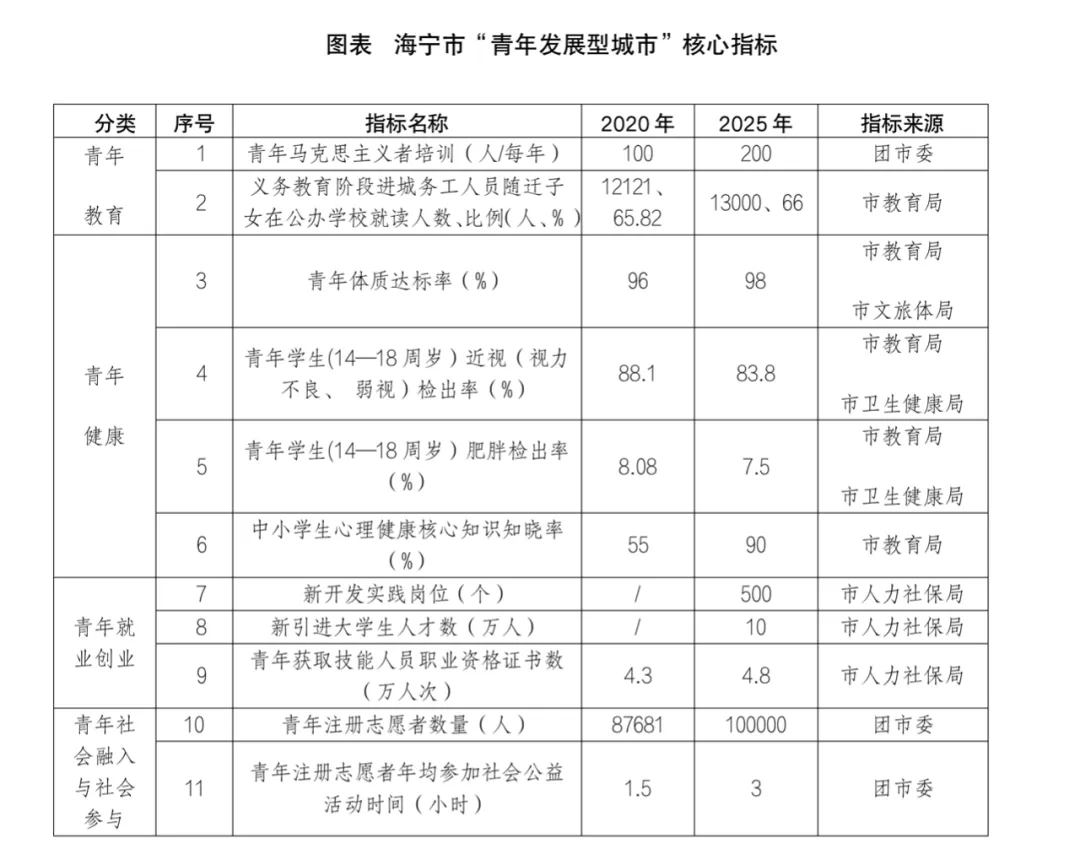 图表 海宁市“青年发展型城市”核心指标
分类 序号 指标名称 2020年 2025年 指标来源
青年
教育
1 青年马克思主义者培训（人/每年） 100 200 团市委
2 义务教育阶段进城务工人员随迁子
女在公办学校就读人数、比例（人、%） 12121、
65.82 13000、66 市教育局
青年
健康
3 青年体质达标率（%） 96 98 市教育局
市文旅体局
4 青年学生(14—18周岁）近视（视力
不良、 弱视）检出率（%） 88.1 83.8 市教育局
市卫生健康局
5 青年学生(14—18周岁）肥胖检出率
（%） 8.08 7.5 市教育局
市卫生健康局
6 中小学生心理健康核心知识知晓率
（%） 55 90 市教育局
青年就
业创业
7 新开发实践岗位（个） / 500 市人力社保局
8 新引进大学生人才数（万人） / 10 市人力社保局
9 青年获取技能人员职业资格证书数
（万人次） 4.3 4.8 市人力社保局
青年社
会融入
与社会
参与
10 青年注册志愿者数量（人） 87681 100000 团市委
11 青年注册志愿者年均参加社会公益
活动时间（小时） 1.5 3 团市委